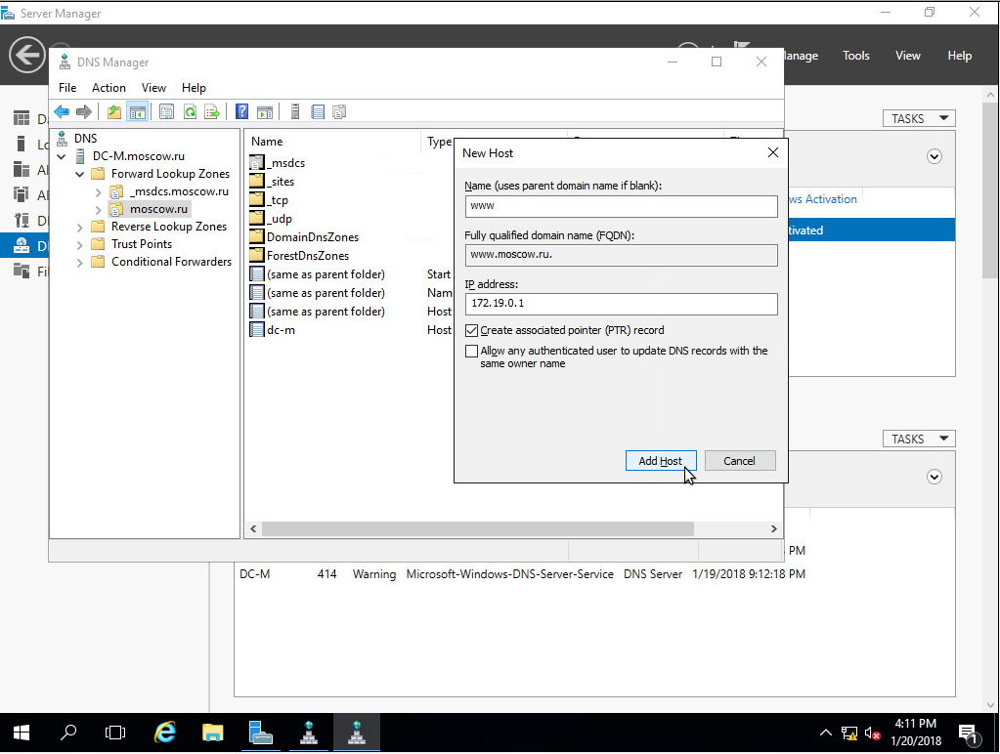 Server Manager
Manage
Tools
View
Help
DNS Manager
File Action View Help
DNS
DC-M.moscow.ru
Forward Lookup Zones
_msdcs.moscow.ru
moscow.ru
Reverse Lookup Zones
Trust Points
Conditional Forwarders
Name
Type
_msdcs
_sites
_tcp
_udp
DomainDnsZones
ForestDnsZones
(same as parent folder) Start
(same as parent folder) Nam
(same as parent folder) Host
dc-m Host
New Host
Name (uses parent domain name if blank):
www
Fully qualified domain name (FQDN):
www.moscow.ru.
IP address:
172.19.0.1
Create associated pointer (PTR) record
Allow any authenticated user to update DNS records with the
same owner name
Add Host
Cancel
TASKS
ws Activation
tivated
TASKS
PM
DC-M 414 Warning Microsoft-Windows-DNS-Server-Service DNS Server 1/19/2018 9:12:18 PM
4:11 PM
1/20/2018
1